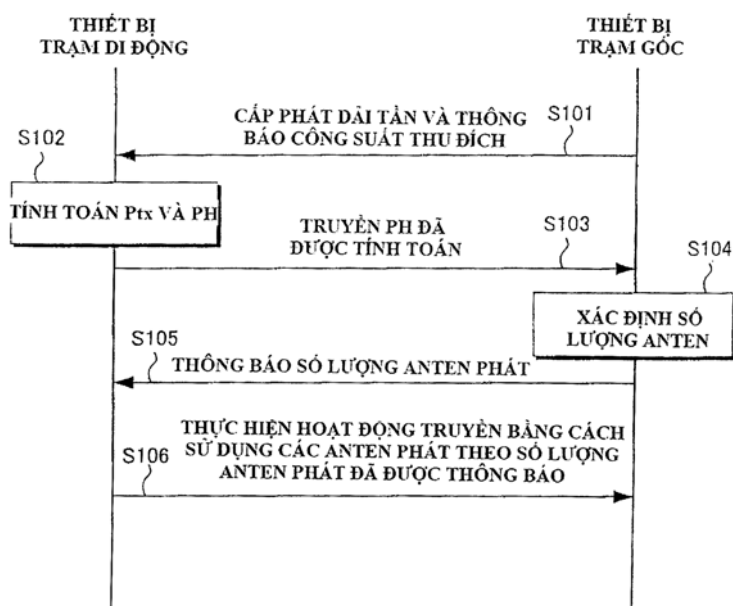 THIẾT BỊ
TRẠM DI ĐỘNG
THIẾT BỊ
TRẠM GỐC
CẤP PHÁT DẢI TẦN VÀ THÔNG
BÁO CÔNG SUẤT THU ĐÍCH
S101
S102
TÍNH TOÁN Ptx VÀ PH
TRUYỀN PH ĐÃ
ĐƯỢC TÍNH TOÁN
S103
S104
XÁC ĐỊNH SỐ
LƯỢNG ANTEN
S105
THÔNG BÁO SỐ LƯỢNG ANTEN PHÁT
THỰC HIỆN HOẠT ĐỘNG TRUYỀN BẰNG CÁCH
SỬ DỤNG CÁC ANTEN PHÁT THEO SỐ LƯỢNG
ANTEN PHÁT ĐÃ ĐƯỢC THÔNG BÁO
S106